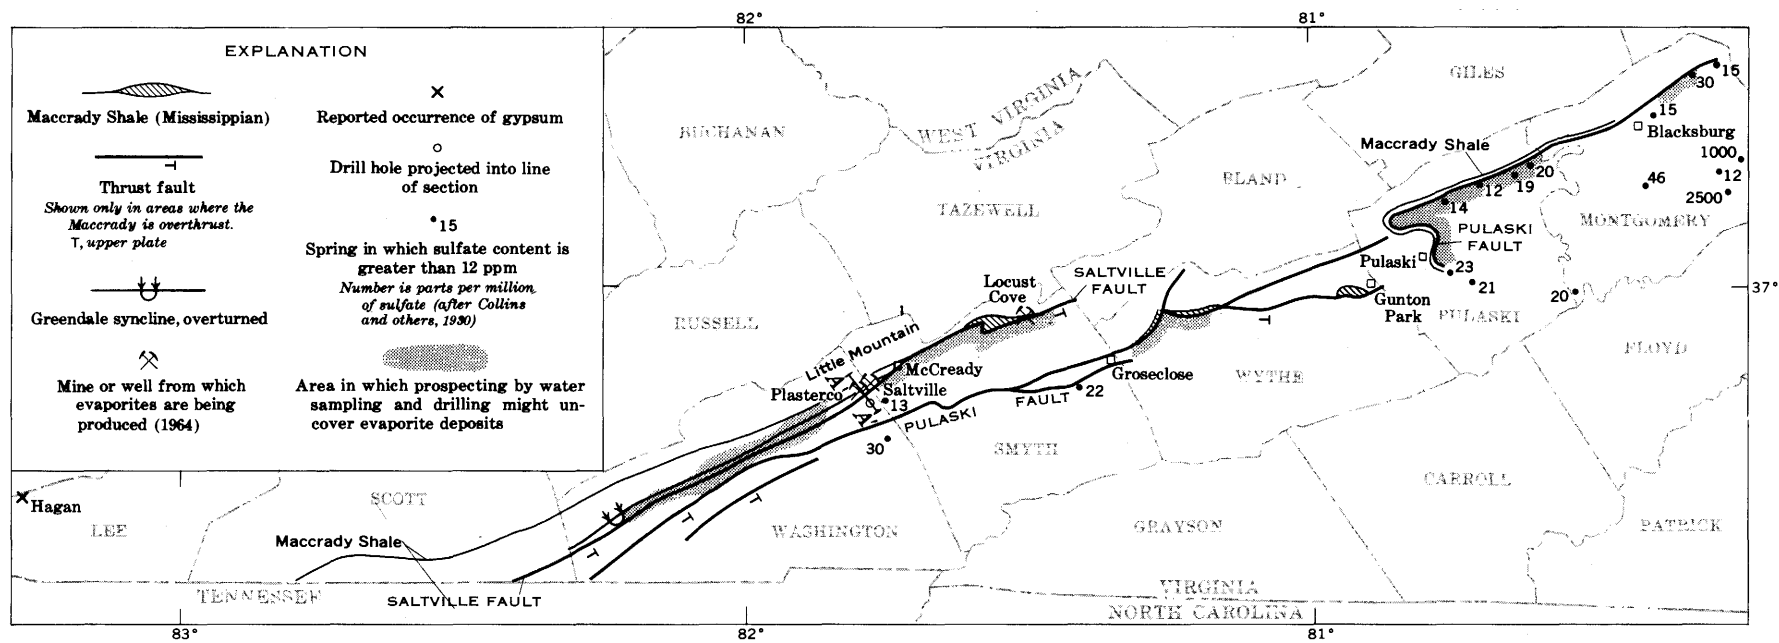 82°
81°
EXPLANATION
Maccrady Shale (Mississippian)
T
Thrust fault
Shown only in areas where the
Maccrady is overthrust.
T, upper plate
Greendale syncline, overturned
Mine or well from which
evaporites are being
produced (1964)
Reported occurrence of gypsum
Drill hole projected into line
of section
15
Spring in which sulfate content is
greater than 12 ppm
Number is parts per million
of sulfate (after Collins
and others, 1930)
Area in which prospecting by water
sampling and drilling might un-
cover evaporite deposits
GILES
15
30
15
Blacksburg
BUCHANAN
WEST VIRGINIA
VIRGINIA
Maccrady Shale
1000
20
19
12
14
46
12
2500
BLAND
TAZEWELL
MONTGOMERY
PULASKI
FAULT
Pulaski
23
21
20
SALTVILLE
FAULT
Locust
Cove
T
37°
Gunton
Park
PULASKI
T
RUSSELL
FLOYD
Little Mountain
McCready
Groseclose
WYTHE
A
Plasterco
Saltville
13
A'
22
PULASKI
FAULT
30
SMYTH
CARROLL
Hagan
LEE
SCOTT
T
T
T
WASHINGTON
GRAYSON
PATRICK
Maccrady Shale
TENNESSEE
SALTVILLE FAULT
VIRGINIA
NORTH CAROLINA
83°
82°
81°